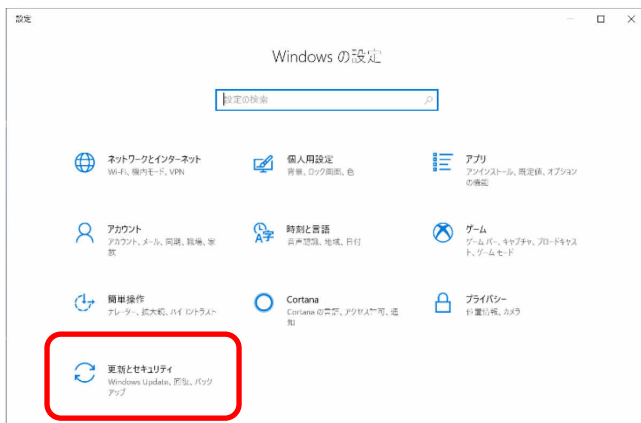 設定
Windows の設定
設定の検索
ネットワークとインターネット
Wi-Fi、機内モード、VPN
個人用設定
背景、ロック画面、色
アプリ
アンインストール、既定値、オプション
の機能
アカウント
アカウント、メール、同期、職場、家
族
時刻と言語
音声認識、地域、日付
ゲーム
ゲーム バー、キャプチャ、ブロードキャス
ト、ゲーム モード
簡単操作
ナレーター、拡大鏡、ハイ コントラスト
Cortana
Cortana の言語、アクセス許可、通
知
プライバシー
位置情報、カメラ
更新とセキュリティ
Windows Update、回復、バック
アップ